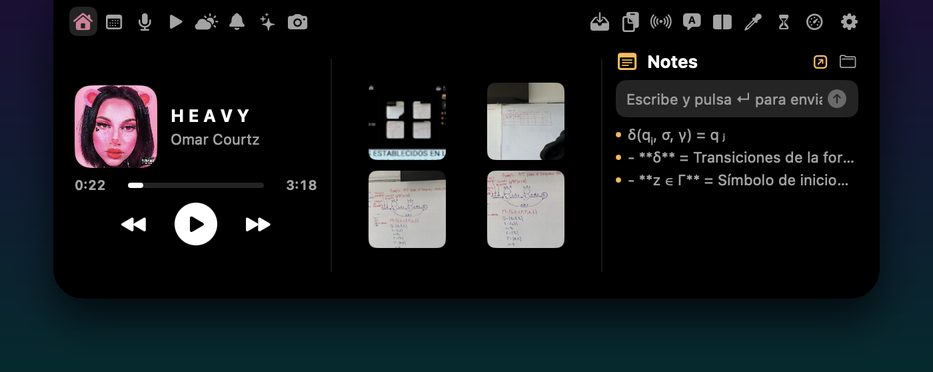 Notes
Escribe y pulsa ↵ para envia
HEAVY
Omar Courtz
0:22
3:18
ESTABLECIDOS EN L
δ(qᵢ, σ, γ) = q ⱼ
- **δ** = Transiciones de la for...
- **z ∈ Γ** = Símbolo de inicio...